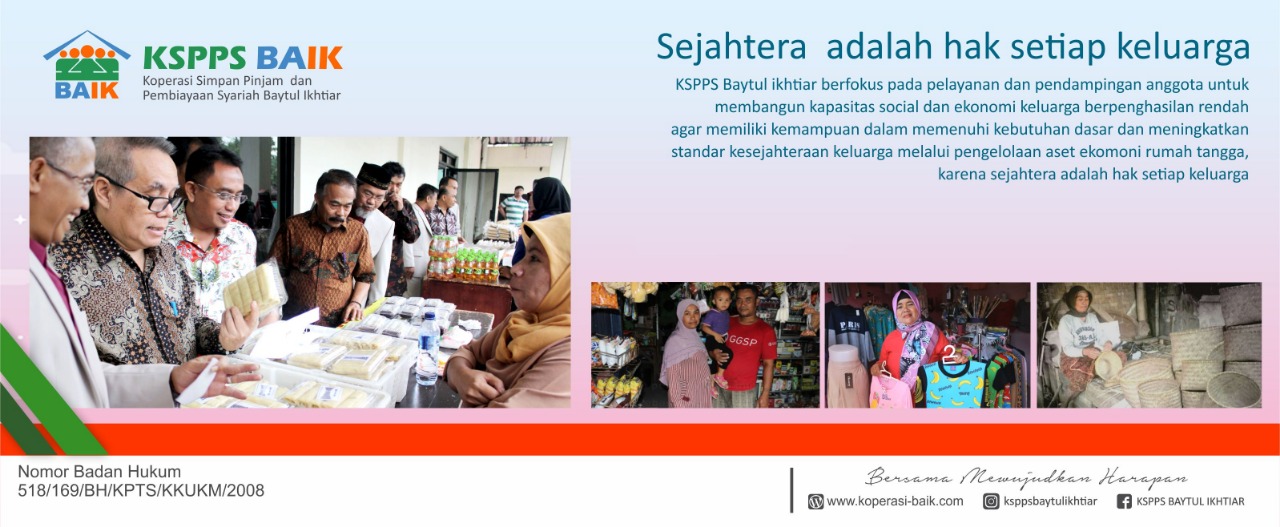 BAIK
KSPPS BAIK
Koperasi Simpan Pinjam dan
Pembiayaan Syariah Baytul Ikhtiar
Sejahtera adalah hak setiap keluarga
KSPPS Baytul ikhtiar berfokus pada pelayanan dan pendampingan anggota untuk
membangun kapasitas social dan ekonomi keluarga berpenghasilan rendah
agar memiliki kemampuan dalam memenuhi kebutuhan dasar dan meningkatkan
standar kesejahteraan keluarga melalui pengelolaan aset ekomoni rumah tangga,
karena sejahtera adalah hak setiap keluarga
GGSP
Nomor Badan Hukum
518/169/BH/KPTS/KKUKM/2008
Bersama Mewujudkan Harapan
www.koperasi-baik.com
ksppsbaytulikhtiar
KSPPS BAYTUL IKHTIAR